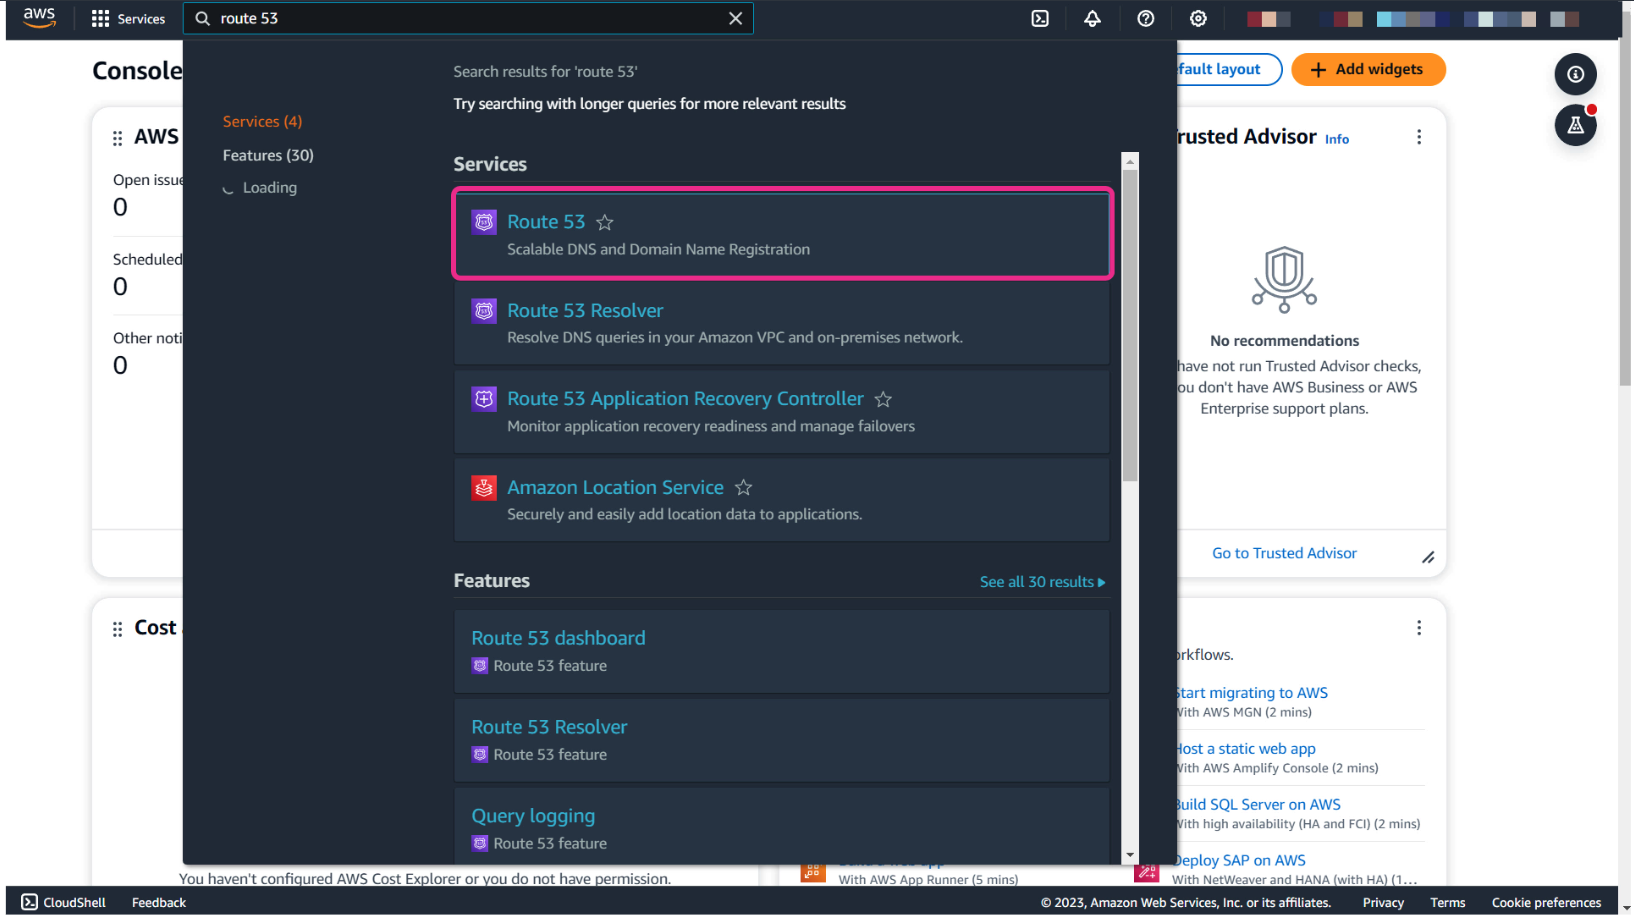 aws
Services
route 53
Console
fault layout
Add widgets
Search results for 'route 53'
Try searching with longer queries for more relevant results
Services (4)
Features (30)
Loading
AWS
Open issue
0
Scheduled
0
Other noti
0
Services
Route 53
Scalable DNS and Domain Name Registration
Route 53 Resolver
Resolve DNS queries in your Amazon VPC and on-premises network.
Route 53 Application Recovery Controller
Monitor application recovery readiness and manage failovers
Amazon Location Service
Securely and easily add location data to applications.
Features
See all 30 results
Route 53 dashboard
Route 53 feature
Route 53 Resolver
Route 53 feature
Query logging
Route 53 feature
rusted Advisor Info
No recommendations
have not run Trusted Advisor checks,
ou don't have AWS Business or AWS
Enterprise support plans.
Go to Trusted Advisor
Cost
You haven't configured AWS Cost Explorer or you do not have permission.
orkflows.
Start migrating to AWS
With AWS MGN (2 mins)
Host a static web app
With AWS Amplify Console (2 mins)
Build SQL Server on AWS
With high availability (HA and FCI) (2 mins)
With AWS App Runner (5 mins)
Deploy SAP on AWS
With NetWeaver and HANA (with HA) (1...
CloudShell
Feedback
© 2023, Amazon Web Services, Inc. or its affiliates.
Privacy
Terms
Cookie preferences